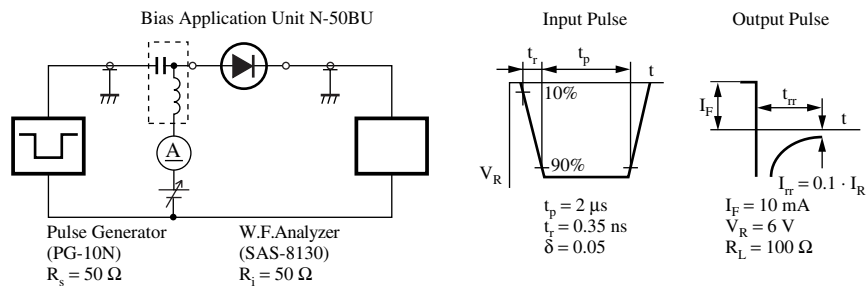 Bias Application Unit N-50BU
A
Pulse Generator
(PG-10N)
R_s = 50 Ω
W.F.Analyzer
(SAS-8130)
R_i = 50 Ω
Input Pulse
t_r
t_p
t
10%
90%
V_R
t_p = 2 μs
t_r = 0.35 ns
δ = 0.05
Output Pulse
I_F
t_rr
t
I_rr = 0.1 · I_R
I_F = 10 mA
V_R = 6 V
R_L = 100 Ω